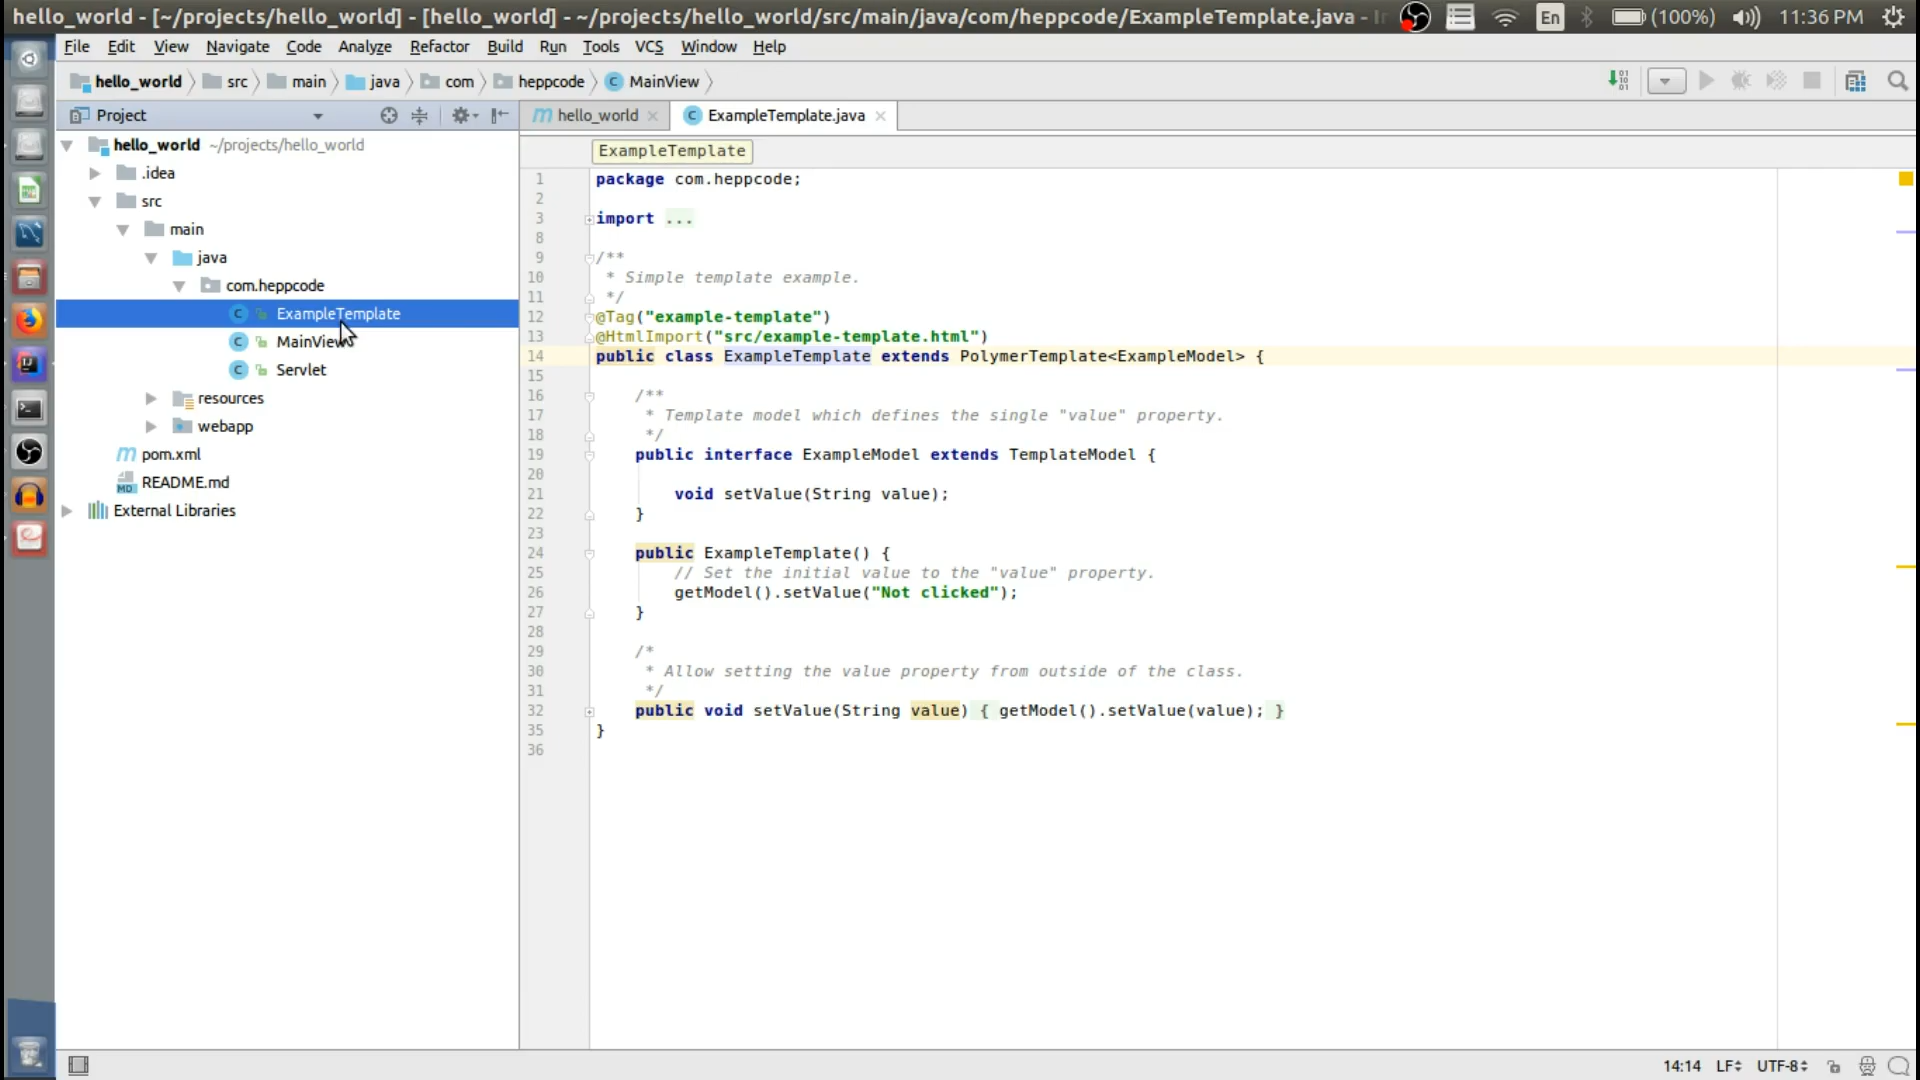 hello_world - [~/projects/hello_world] - [hello_world] - ~/projects/hello_world/src/main/java/com/heppcode/ExampleTemplate.java - En (100%) 11:36 PM
File Edit View Navigate Code Analyze Refactor Build Run Tools VCS Window Help
hello_world src main java com heppcode MainView
Project
hello_world ExampleTemplate.java
hello_world ~/projects/hello_world
.idea
src
main
java
com.heppcode
ExampleTemplate
MainView
Servlet
resources
webapp
pom.xml
README.md
External Libraries
ExampleTemplate
1 package com.heppcode;
2
3 import ...
8
9 /**
10 * Simple template example.
11 */
12 @Tag("example-template")
13 @HtmlImport("src/example-template.html")
14 public class ExampleTemplate extends PolymerTemplate<ExampleModel> {
15
16 /**
17 * Template model which defines the single "value" property.
18 */
19 public interface ExampleModel extends TemplateModel {
20
21 void setValue(String value);
22 }
23
24 public ExampleTemplate() {
25 // Set the initial value to the "value" property.
26 getModel().setValue("Not clicked");
27 }
28
29 /*
30 * Allow setting the value property from outside of the class.
31 */
32 public void setValue(String value) { getModel().setValue(value); }
35 }
36
14:14 LF UTF-8